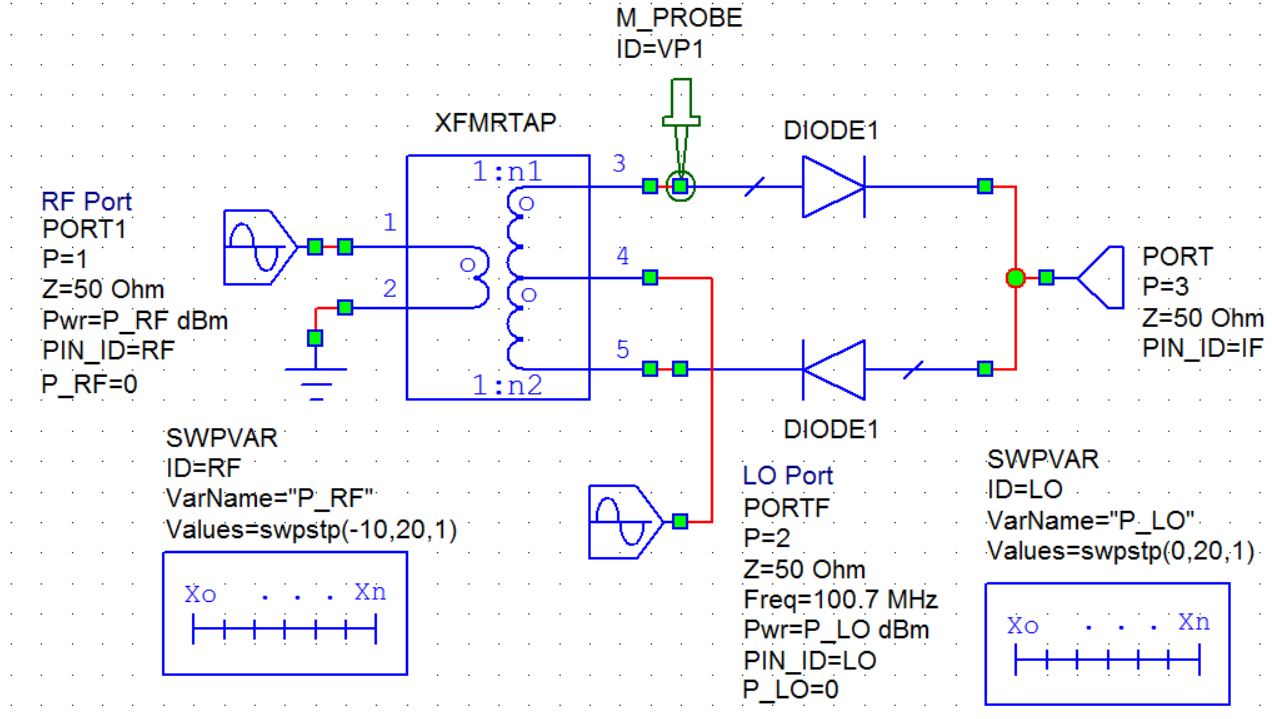 M_PROBE
ID=VP1
XFMRTAP
DIODE1
1:n1
3
RF Port
PORT1
P=1
Z=50 Ohm
Pwr=P_RF dBm
PIN_ID=RF
P_RF=0
1
o
o
2
4
o
PORT
P=3
Z=50 Ohm
PIN_ID=IF
5
1:n2
DIODE1
SWPVAR
ID=RF
VarName="P_RF"
Values=swpstp(-10,20,1)
Xo . . . Xn
LO Port
PORTF
P=2
Z=50 Ohm
Freq=100.7 MHz
Pwr=P_LO dBm
PIN_ID=LO
P_LO=0
SWPVAR
ID=LO
VarName="P_LO"
Values=swpstp(0,20,1)
Xo . . . Xn